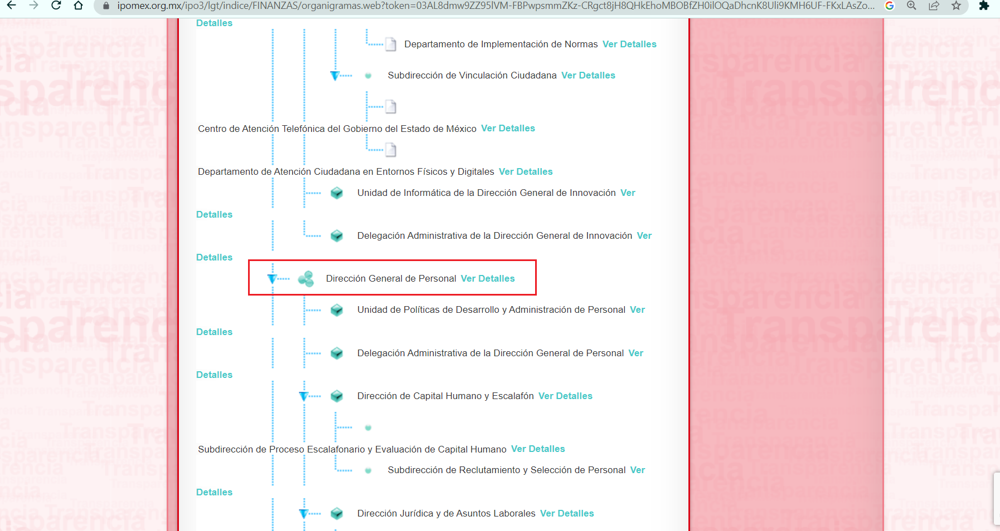 ipomex.org.mx/ipo3/lgt/indice/FINANZAS/organigramas.web?token=03AL8dmw9ZZ95lVM-FBPwpsmmZKz-CRgct8jH8QHkEhoMBOBfZH0ilOQaDhcnK8Uli9KMH6UF-FKxLAsZo...
Detalles
Departamento de Implementación de Normas Ver Detalles
Subdirección de Vinculación Ciudadana Ver Detalles
Centro de Atención Telefónica del Gobierno del Estado de México Ver Detalles
Departamento de Atención Ciudadana en Entornos Físicos y Digitales Ver Detalles
Unidad de Informática de la Dirección General de Innovación Ver
Detalles
Delegación Administrativa de la Dirección General de Innovación Ver
Detalles
Dirección General de Personal Ver Detalles
Unidad de Políticas de Desarrollo y Administración de Personal Ver
Detalles
Delegación Administrativa de la Dirección General de Personal Ver
Detalles
Dirección de Capital Humano y Escalafón Ver Detalles
Subdirección de Proceso Escalafonario y Evaluación de Capital Humano Ver Detalles
Subdirección de Reclutamiento y Selección de Personal Ver
Detalles
Dirección Jurídica y de Asuntos Laborales Ver Detalles